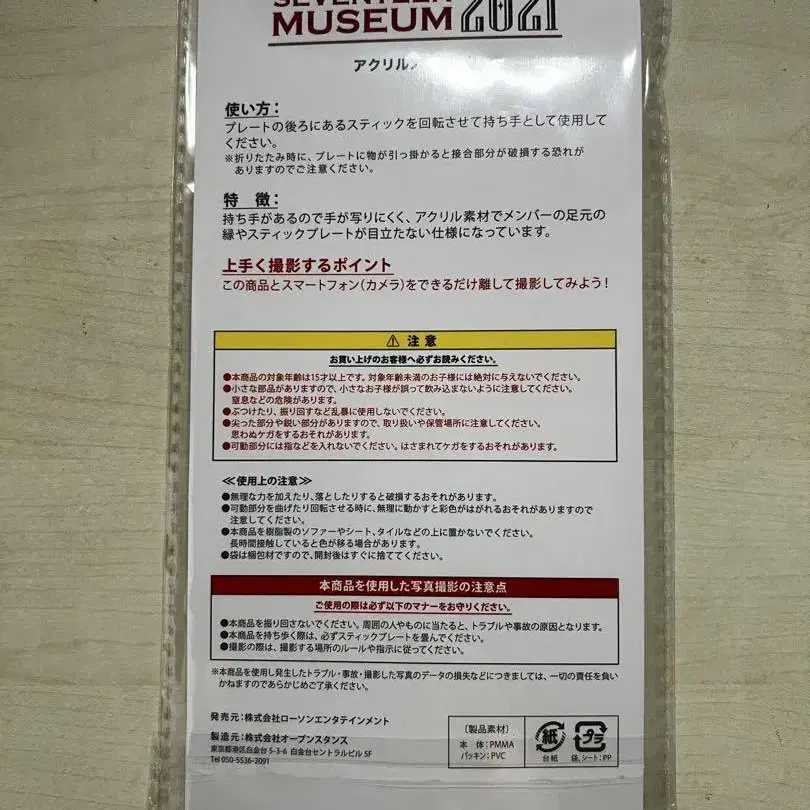 SEVENTEEN
MUSEUM 2021
アクリル
使い方：
プレートの後ろにあるスティックを回転させて持ち手として使用して
ください。
※折りたたみ時に、プレートに物が引っ掛かると接合部分が破損する恐れが
ありますのでご注意ください。
特　徴：
持ち手があるので手が写りにくく、アクリル素材でメンバーの足元の
縁やスティックプレートが目立たない仕様になっています。
上手く撮影するポイント
この商品とスマートフォン（カメラ）をできるだけ離して撮影してみよう！
⚠ 注意
お買い上げのお客様へ必ずお読みください。
●本商品の対象年齢は15才以上です。対象年齢未満のお子様には絶対に与えないでください。
●小さな部品がありますので、小さなお子様が誤って飲み込まないように注意してください。
窒息などの危険があります。
●ぶつけたり、振り回すなど乱暴に使用しないでください。
●尖った部分や鋭い部分がありますので、取り扱いや保管場所に注意してください。
思わぬケガをするおそれがあります。
●可動部分には指などを入れないでください。はさまれてケガをするおそれがあります。
≪使用上の注意≫
●無理な力を加えたり、落としたりすると破損するおそれがあります。
●可動部分を曲げたり回転させる時に、無理に動かすと彩色がはがれるおそれがありますので
注意してください。
●本商品を樹脂製のソファーやシート、タイルなどの上に置かないでください。
長時間接触していると色が移る場合があります。
●袋は梱包材ですので、開封後はすぐに捨ててください。
本商品を使用した写真撮影の注意点
ご使用の際は必ず以下のマナーをお守りください。
●本商品を振り回さないでください。周囲の人やものに当たると、トラブルや事故の原因となります。
●本商品を持ち歩く際は、必ずスティックプレートを畳んでください。
●撮影の際は、撮影する場所のルールや指示に従ってください。
※本商品を使用し発生したトラブル・事故・撮影した写真のデータの損失などにつきましては、一切の責任を負い
かねますのであらかじめご了承ください。
発売元：株式会社ローソンエンタテインメント
製造元：株式会社オープンスタンス
東京都港区白金台 5-3-6 白金台セントラルビル 5F
Tel 050-5536-2091
［製品素材］
本　体：PMMA
パッキン：PVC
紙
台紙
プラ
袋、シート：PP